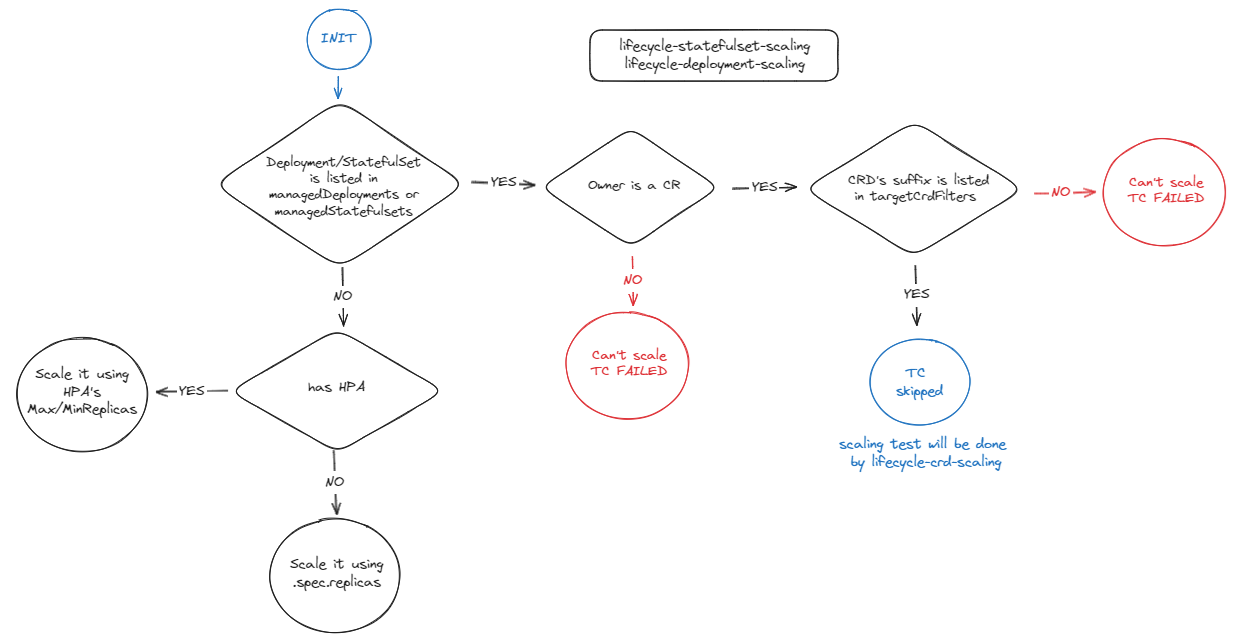 INIT
lifecycle-statefulset-scaling
lifecycle-deployment-scaling
Deployment/StatefulSet
is listed in
managedDeployments or
managedStatefulsets
YES
Owner is a CR
YES
CRD's suffix is listed
in targetCrdFilters
NO
Can't scale
TC FAILED
NO
NO
YES
Can't scale
TC FAILED
TC
skipped
scaling test will be done
by lifecycle-crd-scaling
has HPA
YES
Scale it using
HPA's
Max/MinReplicas
NO
Scale it using
.spec.replicas